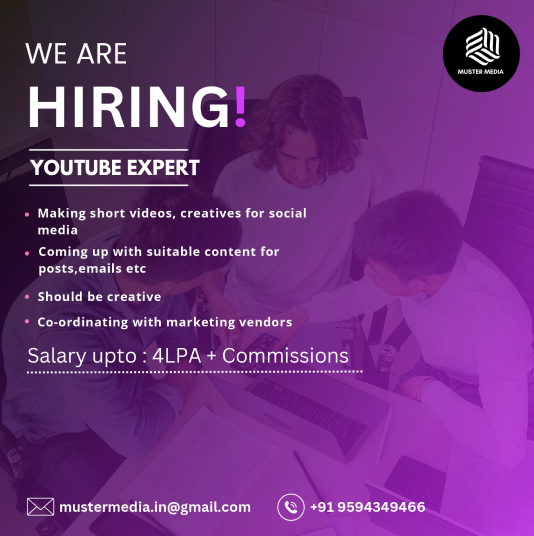 MUSTER MEDIA
WE ARE
HIRING!
YOUTUBE EXPERT
Making short videos, creatives for social
media
Coming up with suitable content for
posts,emails etc
Should be creative
Co-ordinating with marketing vendors
Salary upto : 4LPA + Commissions
mustermedia.in@gmail.com
+91 9594349466